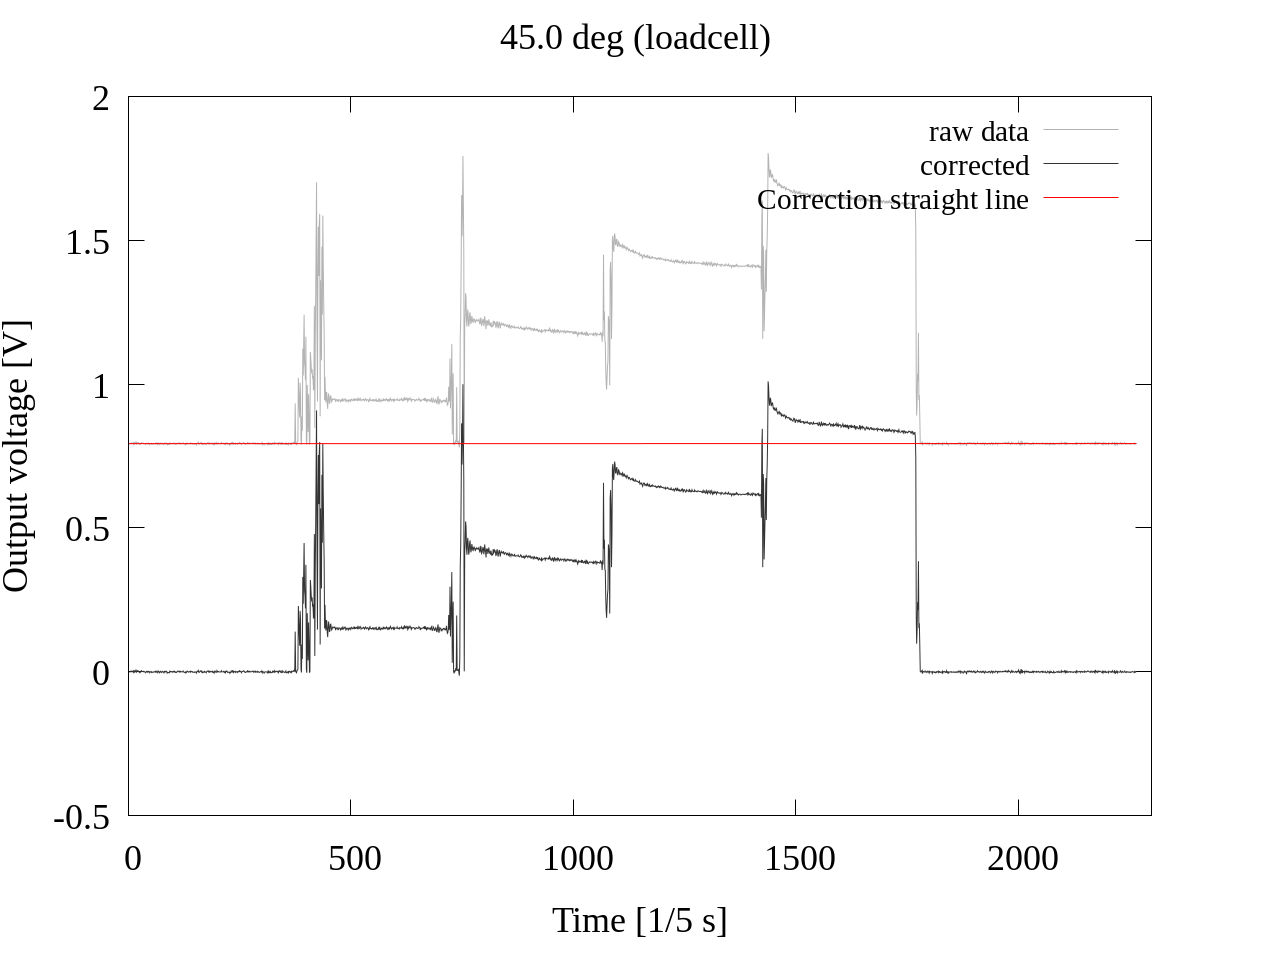 45.0 deg (loadcell)
2
1.5
1
0.5
0
-0.5
raw data
corrected
Correction straight line
Output voltage [V]
0 500 1000 1500 2000
Time [1/5 s]